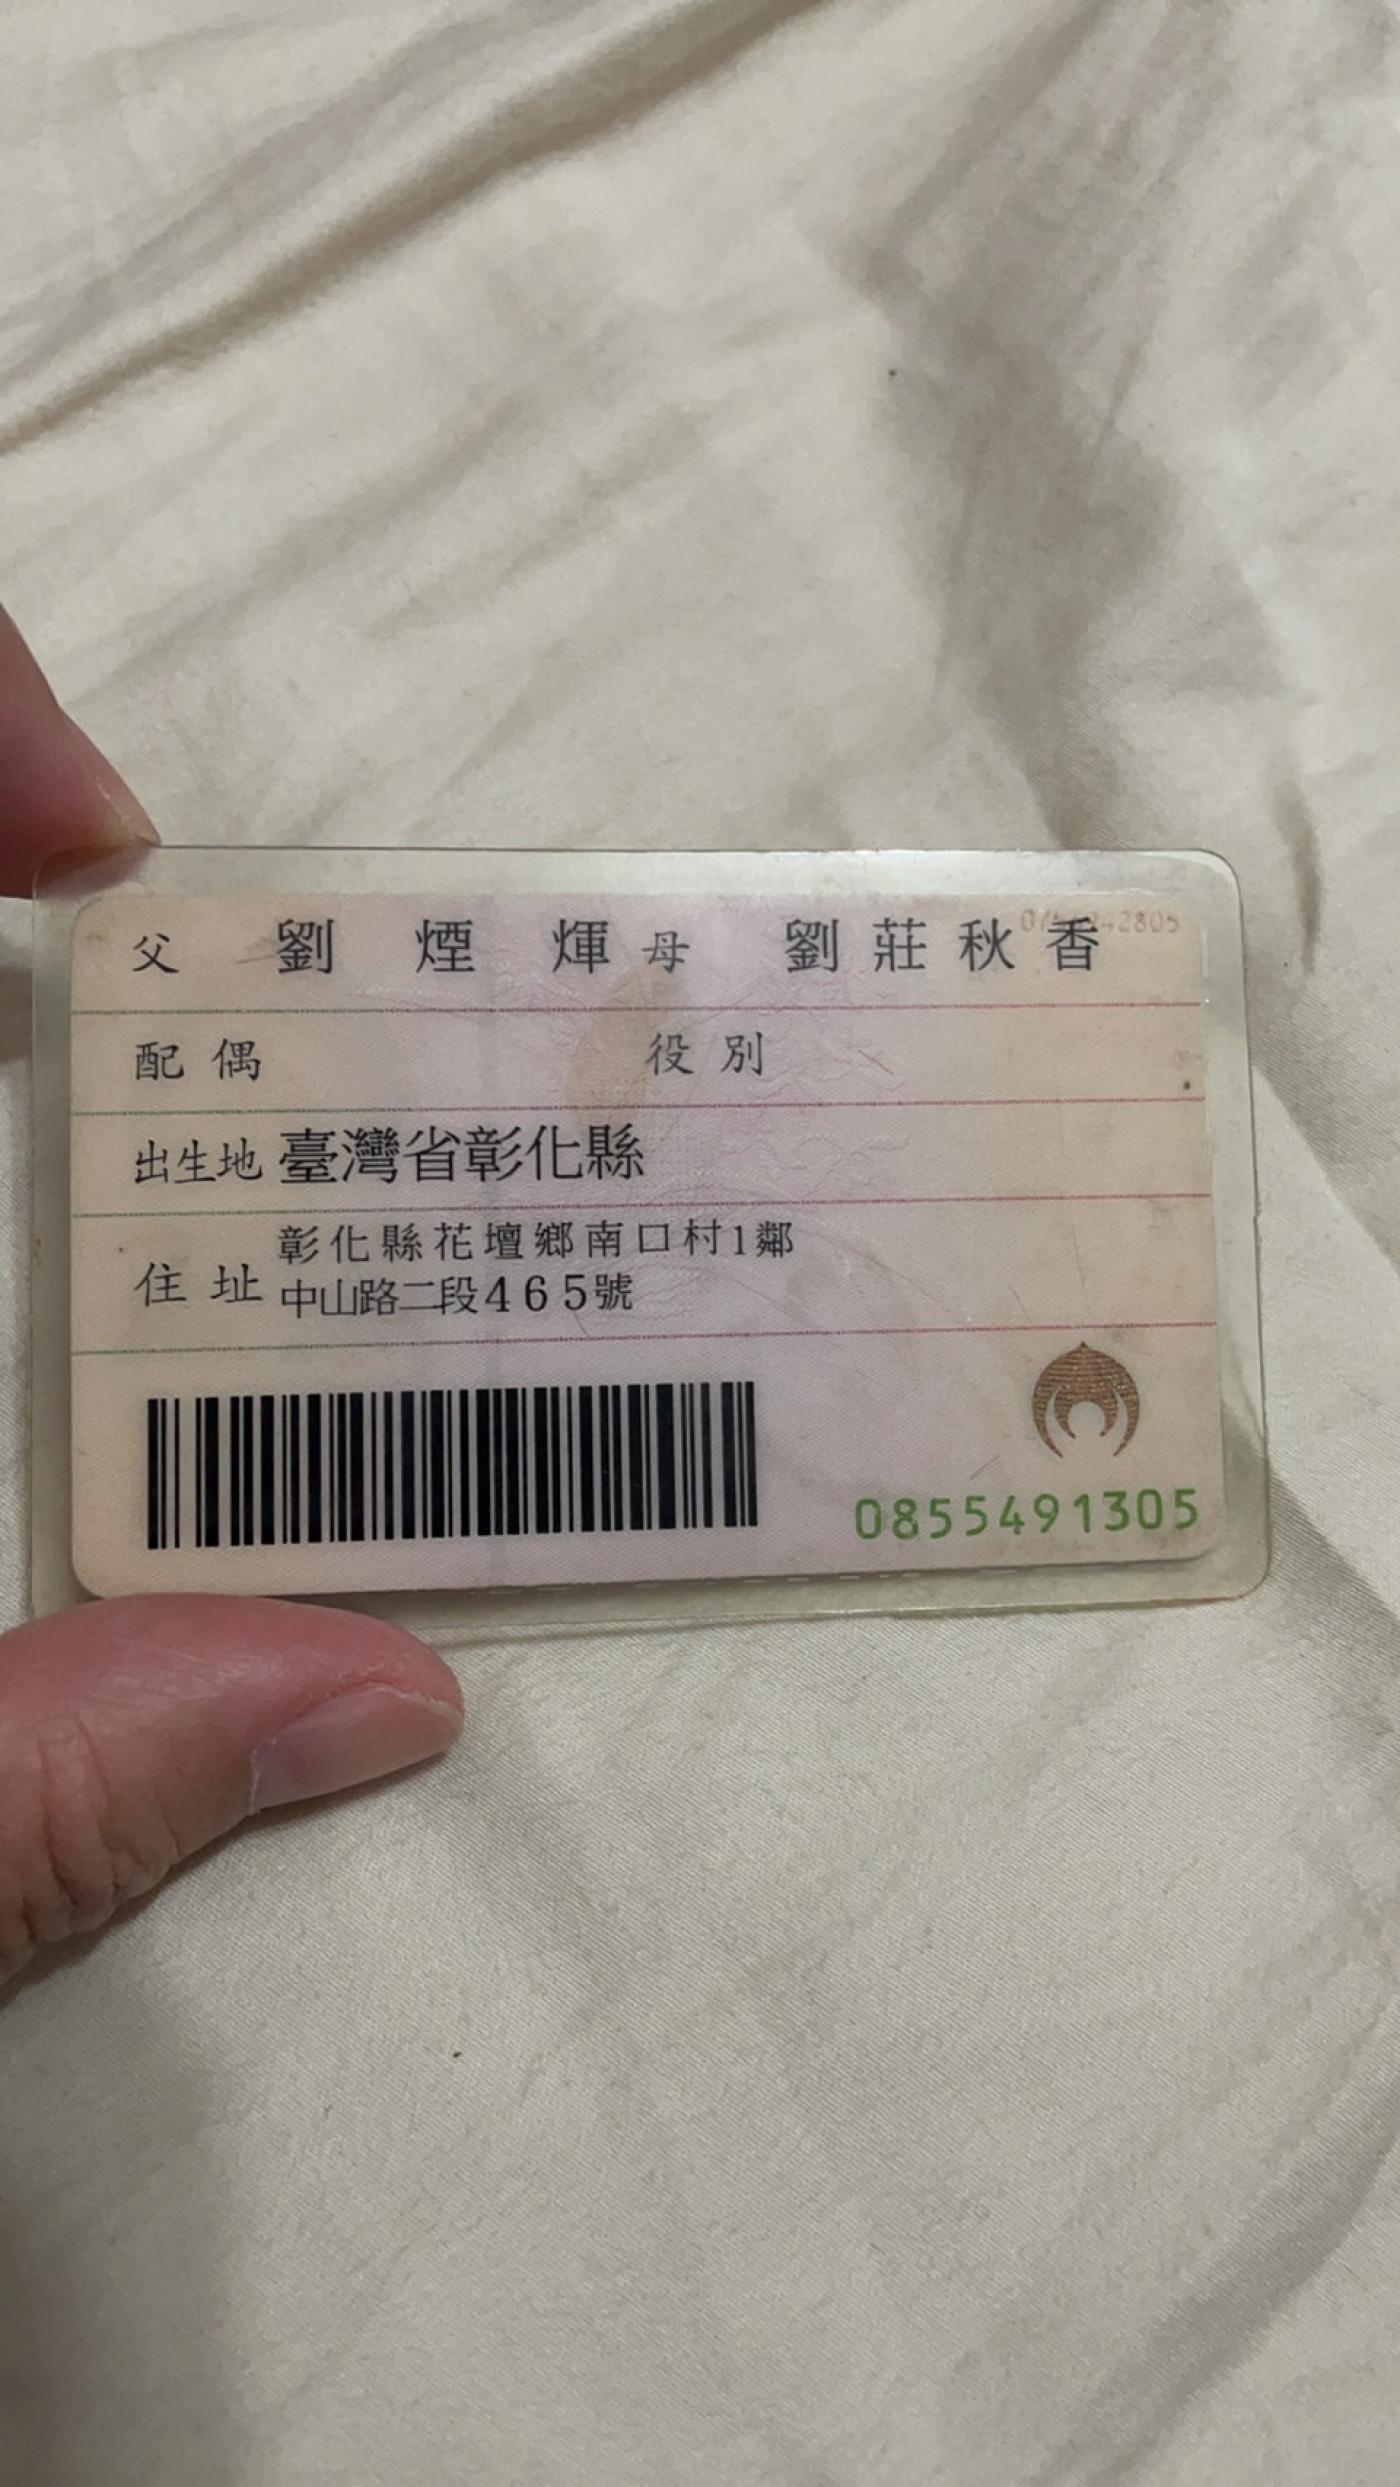 父 劉煙煇 母 劉莊秋香
配偶 役別
出生地 臺灣省彰化縣
住址 彰化縣花壇鄉南口村1鄰
中山路二段465號
0855491305